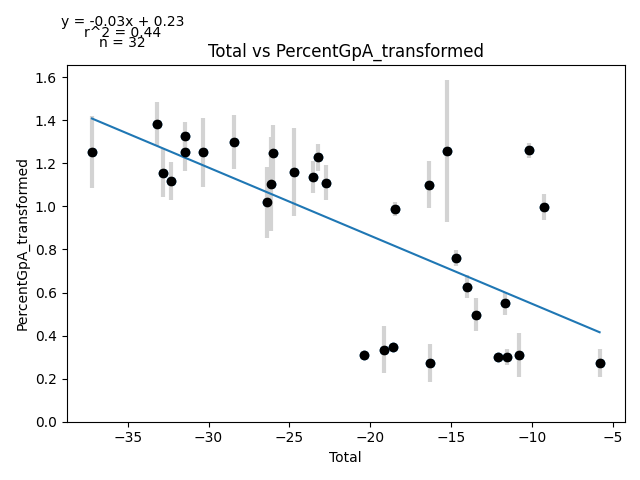 y = -0.03x + 0.23
r^2 = 0.44
n = 32
Total vs PercentGpA_transformed
PercentGpA_transformed
1.6
1.4
1.2
1.0
0.8
0.6
0.4
0.2
0.0
−35 −30 −25 −20 −15 −10 −5
Total